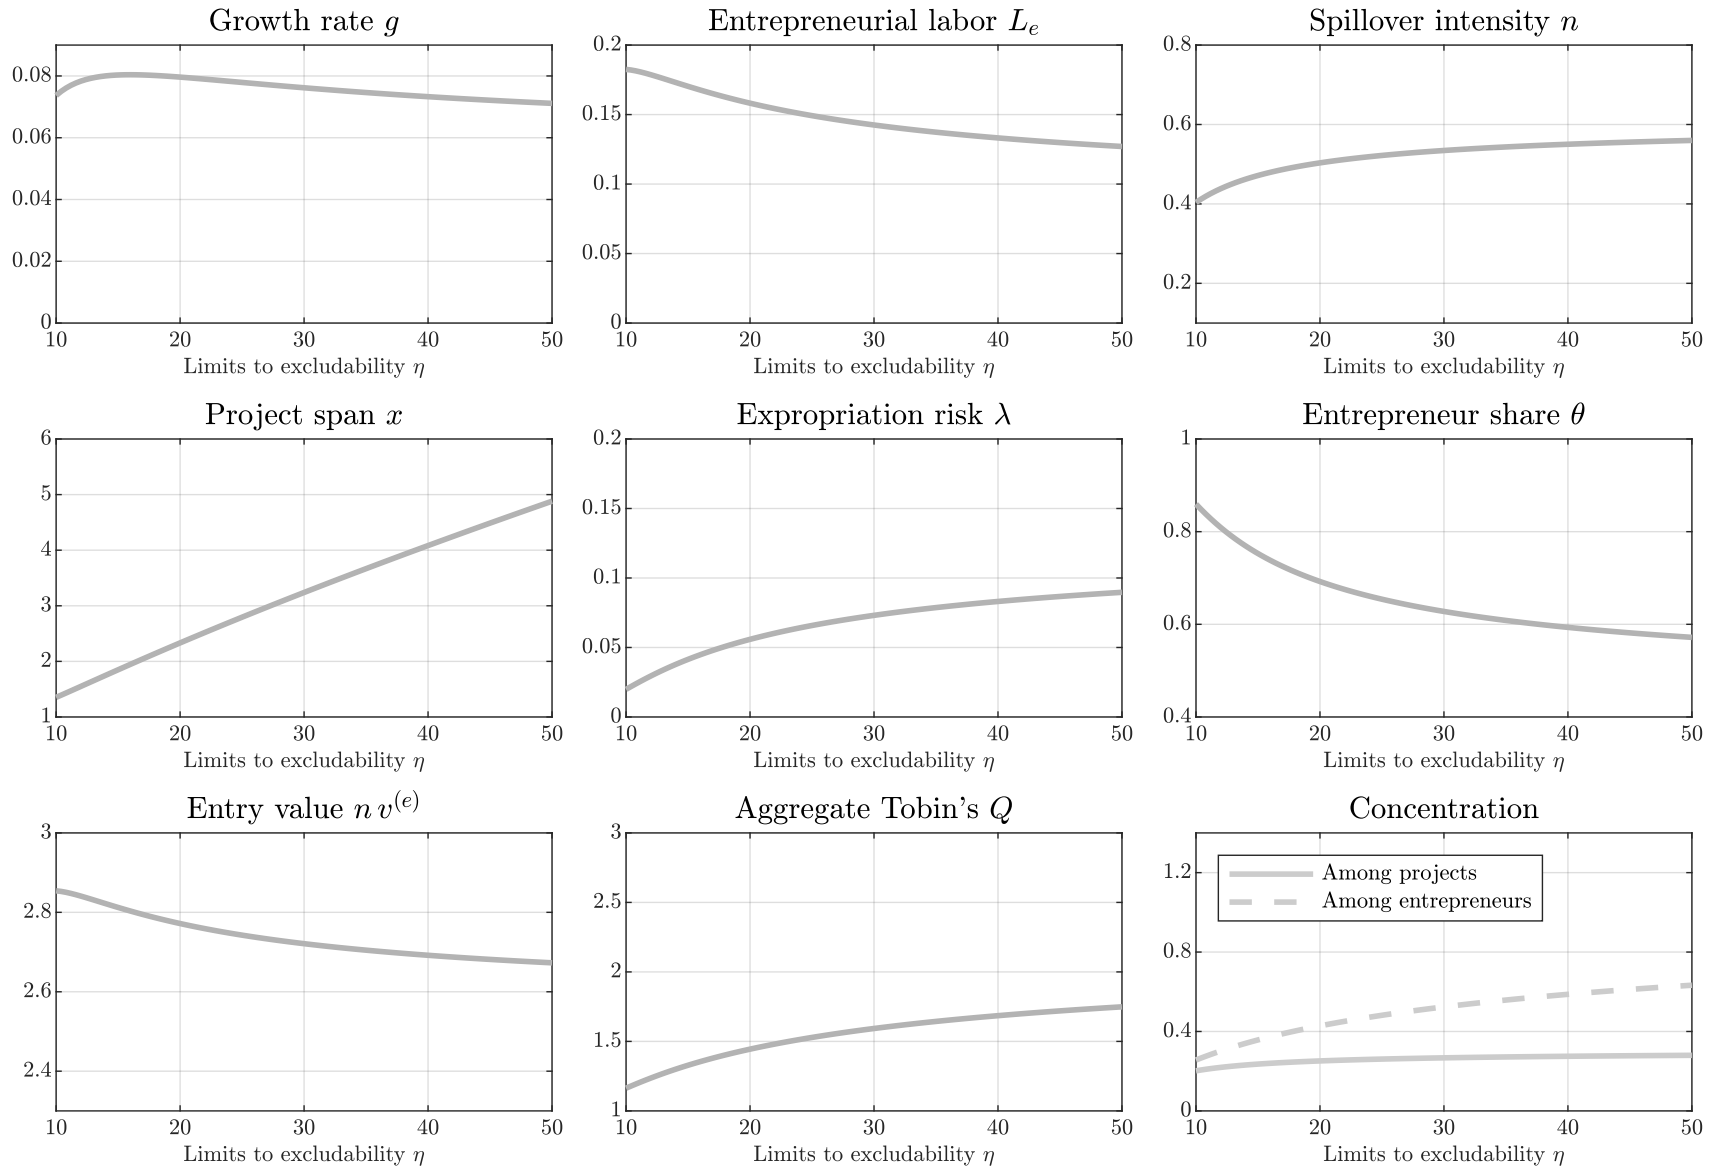 Growth rate g
0.08
0.06
0.04
0.02
0
10 20 30 40 50
Limits to excludability η
Entrepreneurial labor Lₑ
0.2
0.15
0.1
0.05
0
10 20 30 40 50
Limits to excludability η
Spillover intensity n
0.8
0.6
0.4
0.2
10 20 30 40 50
Limits to excludability η
Project span x
6
5
4
3
2
1
10 20 30 40 50
Limits to excludability η
Expropriation risk λ
0.2
0.15
0.1
0.05
0
10 20 30 40 50
Limits to excludability η
Entrepreneur share θ
1
0.8
0.6
0.4
10 20 30 40 50
Limits to excludability η
Entry value n v⁽ᵉ⁾
3
2.8
2.6
2.4
10 20 30 40 50
Limits to excludability η
Aggregate Tobin's Q
3
2.5
2
1.5
1
10 20 30 40 50
Limits to excludability η
Concentration
1.2
0.8
0.4
0
Among projects
Among entrepreneurs
10 20 30 40 50
Limits to excludability η